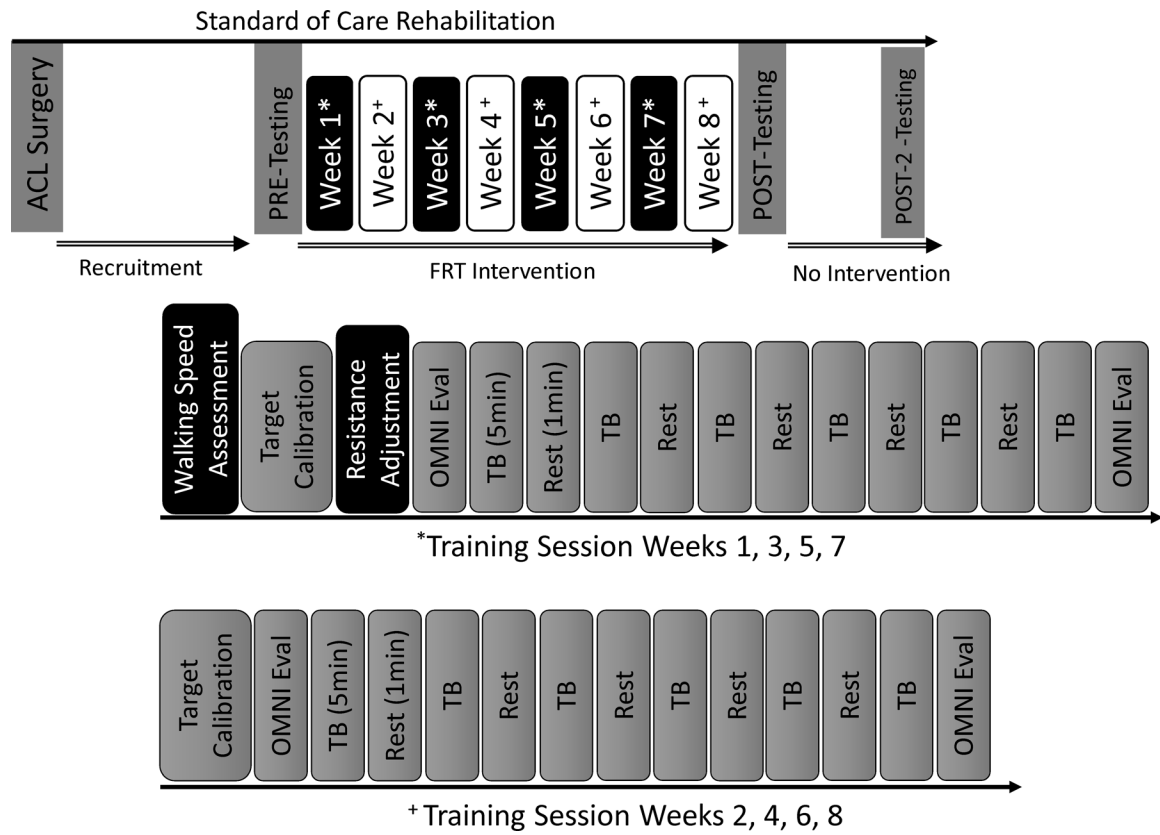 Standard of Care Rehabilitation
ACL Surgery
PRE-Testing
Week 1*
Week 2+
Week 3*
Week 4+
Week 5*
Week 6+
Week 7*
Week 8+
POST-Testing
POST-2 -Testing
Recruitment
FRT Intervention
No Intervention
Walking Speed
Assessment
Target
Calibration
Resistance
Adjustment
OMNI Eval
TB (5min)
Rest (1min)
TB
Rest
TB
Rest
TB
Rest
TB
Rest
TB
OMNI Eval
*Training Session Weeks 1, 3, 5, 7
Target
Calibration
OMNI Eval
TB (5min)
Rest (1min)
TB
Rest
TB
Rest
TB
Rest
TB
Rest
TB
OMNI Eval
+ Training Session Weeks 2, 4, 6, 8